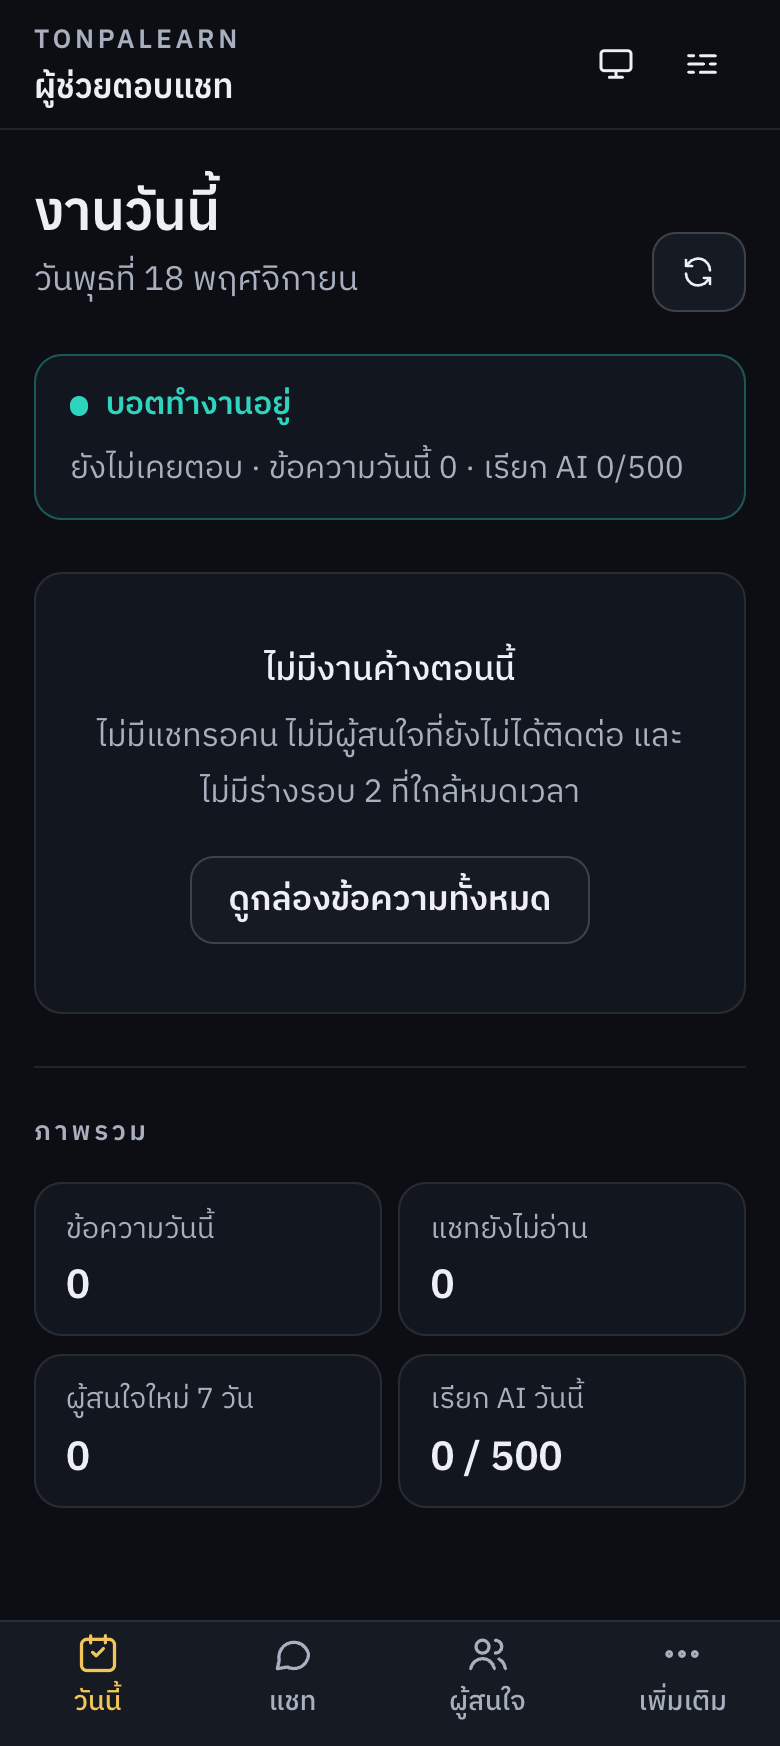 TONPALEARN
ผู้ช่วยตอบแชท
งานวันนี้
วันพุธที่ 18 พฤศจิกายน
บอตทำงานอยู่
ยังไม่เคยตอบ · ข้อความวันนี้ 0 · เรียก AI 0/500
ไม่มีงานค้างตอนนี้
ไม่มีแชทรอคน ไม่มีผู้สนใจที่ยังไม่ได้ติดต่อ และ
ไม่มีร่างรอบ 2 ที่ใกล้หมดเวลา
ดูกล่องข้อความทั้งหมด
ภาพรวม
ข้อความวันนี้
0
แชทยังไม่อ่าน
0
ผู้สนใจใหม่ 7 วัน
0
เรียก AI วันนี้
0 / 500
วันนี้
แชท
ผู้สนใจ
เพิ่มเติม